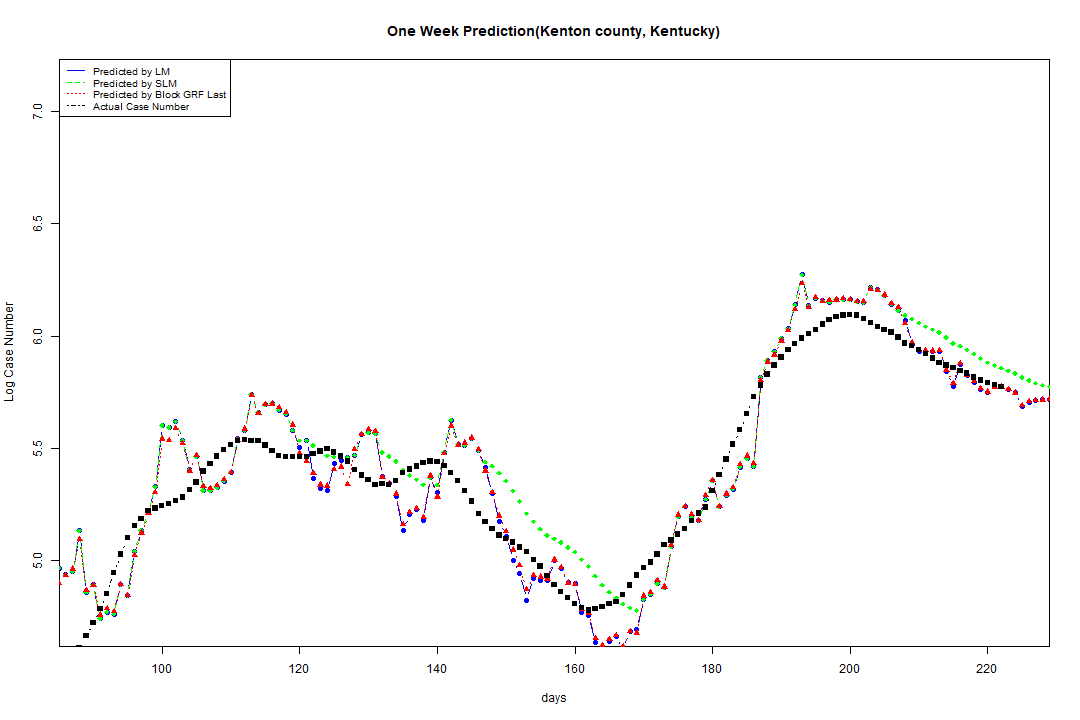 One Week Prediction(Kenton county, Kentucky)
Predicted by LM
Predicted by SLM
Predicted by Block GRF Last
Actual Case Number
7.0
6.5
6.0
5.5
5.0
Log Case Number
100 120 140 160 180 200 220
days